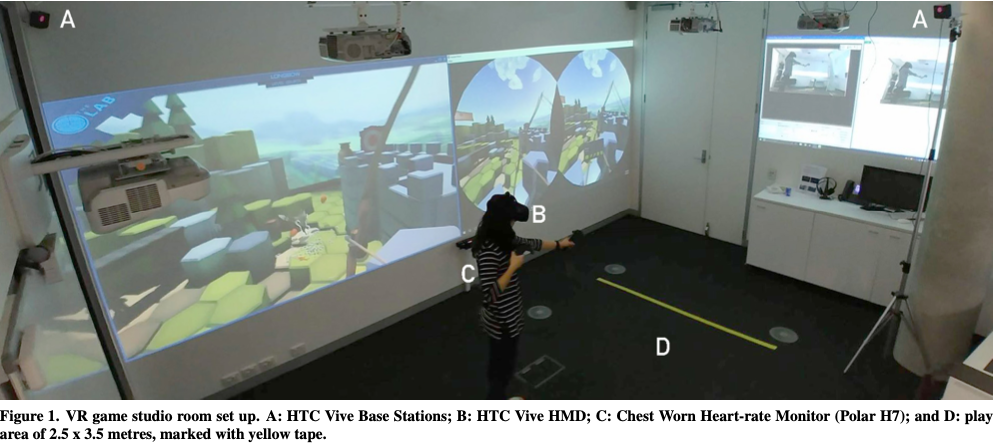 A
A
LAB
B
C
D
Figure 1. VR game studio room set up. A: HTC Vive Base Stations; B: HTC Vive HMD; C: Chest Worn Heart-rate Monitor (Polar H7); and D: play
area of 2.5 x 3.5 metres, marked with yellow tape.